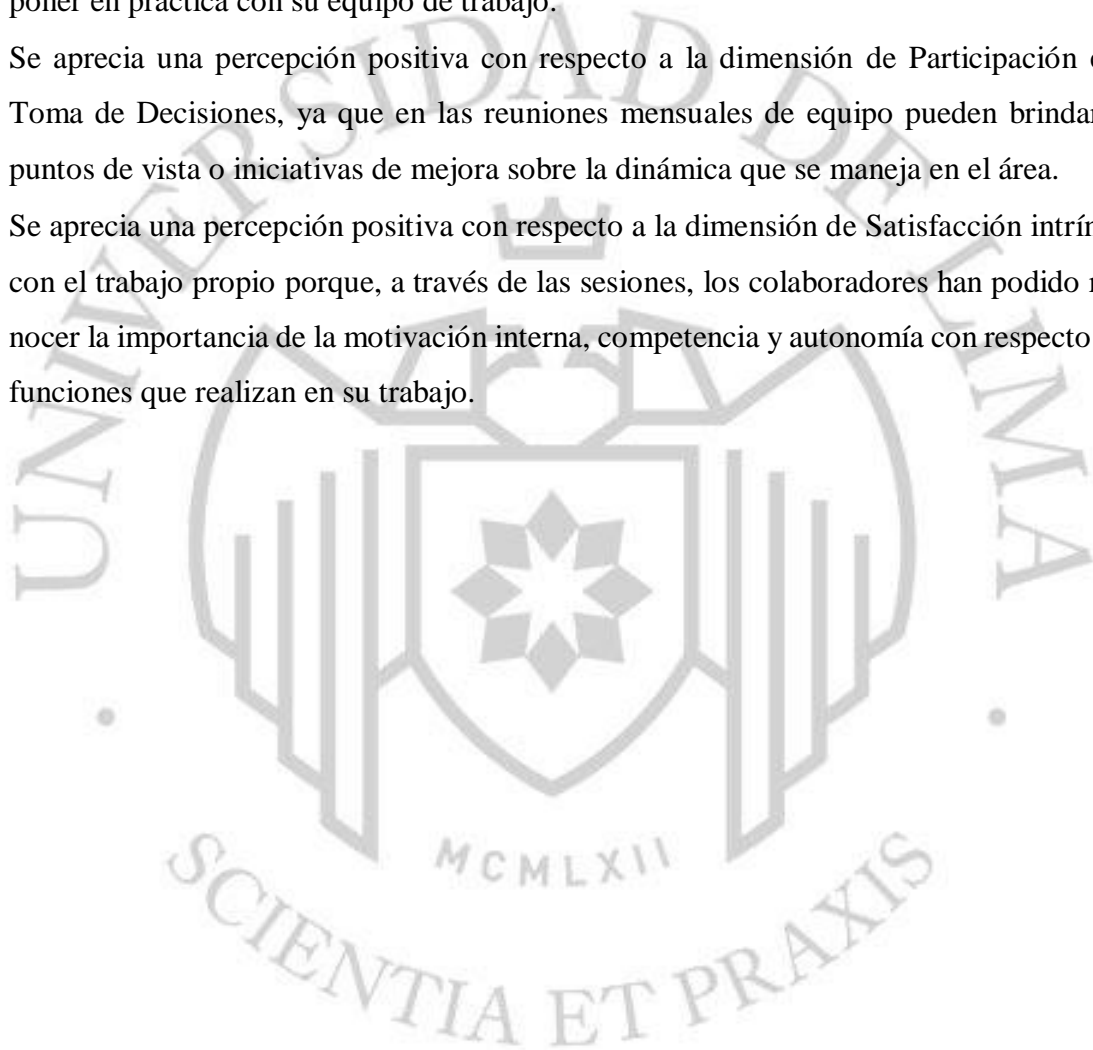 poner en práctica con su equipo de trabajo.
Se aprecia una percepción positiva con respecto a la dimensión de Participación
Toma de Decisiones, ya que en las reuniones mensuales de equipo pueden brindar
puntos de vista o iniciativas de mejora sobre la dinámica que se maneja en el área.
Se aprecia una percepción positiva con respecto a la dimensión de Satisfacción
con el trabajo propio porque, a través de las sesiones, los colaboradores han podido
nocer la importancia de la motivación interna, competencia y autonomía con respecto
funciones que realizan en su trabajo.
UNIVERSIDAD DE LIMA
MCMLXII
SCIENTIA ET PRAXIS